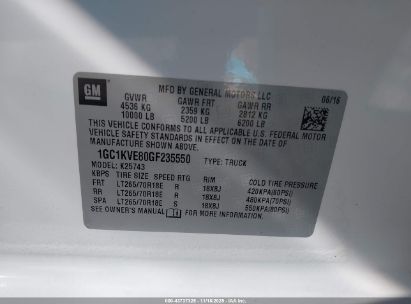 GM
MFD BY GENERAL MOTORS LLC
06/16
GVWR GAWR FRT GAWR RR
4536 KG 2359 KG 2812 KG
10000 LB 5200 LB 6200 LB
THIS VEHICLE CONFORMS TO ALL APPLICABLE U.S. FEDERAL MOTOR
VEHICLE SAFETY STANDARDS IN EFFECT ON THE DATE OF
MANUFACTURE SHOWN ABOVE.
1GC1KVE80GF235550 TYPE: TRUCK
MODEL: K25743
KBPS TIRE SIZE SPEED RTG RIM COLD TIRE PRESSURE
FRT LT265/70R18E R 18X8J 420KPA(60PSI)
RR LT265/70R18E R 18X8J 480KPA(70PSI)
SPA LT265/70R18E S 18X8J 550KPA(80PSI)
SEE OWNER'S MANUAL FOR MORE INFORMATION.